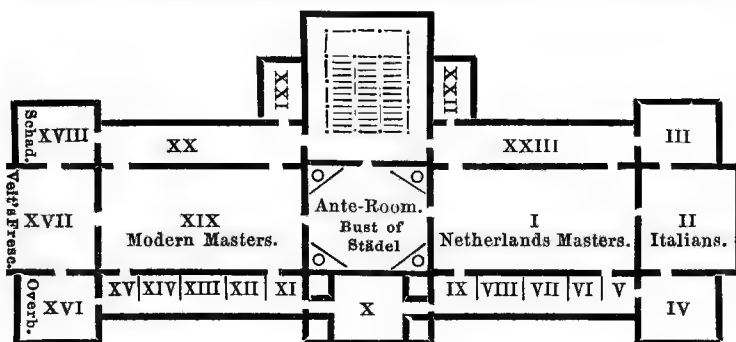 XXI
XXII
Schad.
XVIII
XX
XXIII
III
Veit's Fresc.
XVII
XIX
Modern Masters.
Ante-Room.
Bust of
Städel
I
Netherlands Masters.
II
Italians.
Overb.
XVI
XV XIV XIII XII XI
X
IX VIII VII VI V
IV